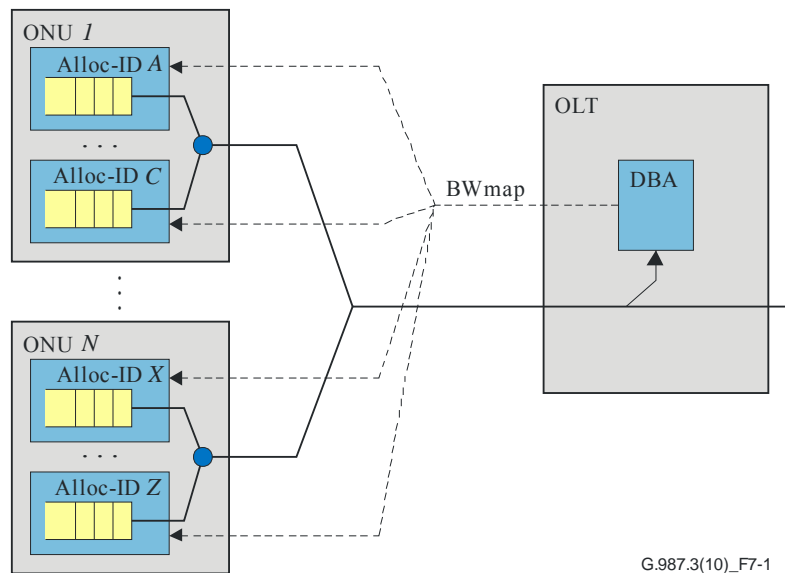 ONU 1
Alloc-ID A
. . .
Alloc-ID C
ONU N
Alloc-ID X
. . .
Alloc-ID Z
BWmap
OLT
DBA
G.987.3(10)_F7-1